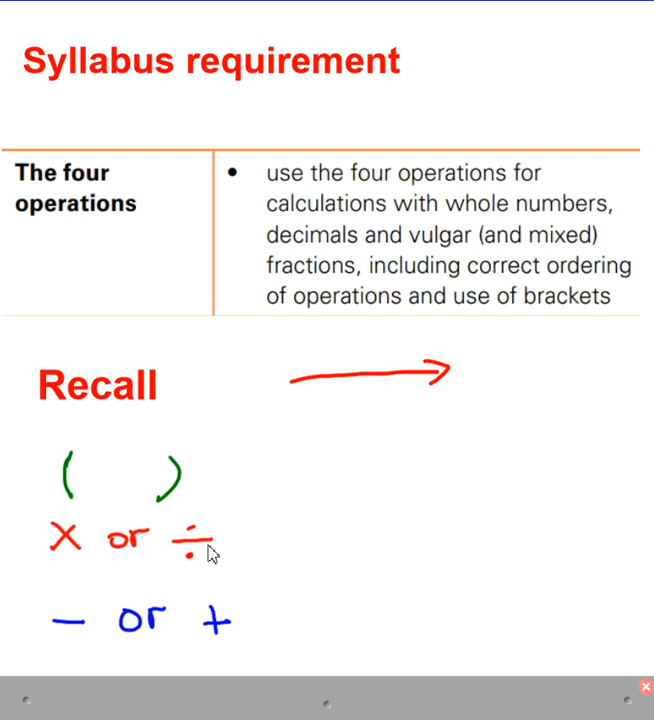 Syllabus requirement
The four
operations
• use the four operations for
calculations with whole numbers,
decimals and vulgar (and mixed)
fractions, including correct ordering
of operations and use of brackets
Recall
( )
× or ÷
− or +